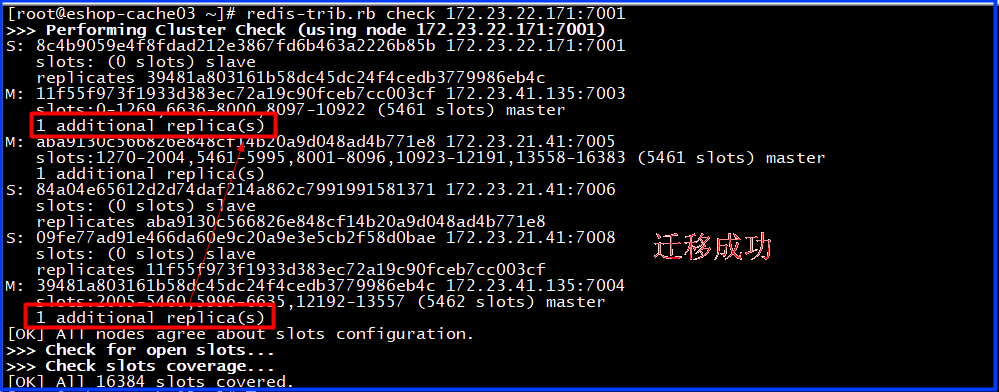 [root@eshop-cache03 ~]# redis-trib.rb check 172.23.22.171:7001
>>> Performing Cluster Check (using node 172.23.22.171:7001)
S: 8c4b9059e4f8fdad212e3867fd6b463a2226b85b 172.23.22.171:7001
slots: (0 slots) slave
replicates 39481a803161b58dc45dc24f4cedb3779986eb4c
M: 11f55f973f1933d383ec72a19c90fceb7cc003cf 172.23.41.135:7003
slots:0-1269,6636-8000,8097-10922 (5461 slots) master
1 additional replica(s)
M: aba9130c566826e848cf14b20a9d048ad4b771e8 172.23.21.41:7005
slots:1270-2004,5461-5995,8001-8096,10923-12191,13558-16383 (5461 slots) master
1 additional replica(s)
S: 84a04e65612d2d74daf214a862c7991991581371 172.23.21.41:7006
slots: (0 slots) slave
replicates aba9130c566826e848cf14b20a9d048ad4b771e8
S: 09fe77ad91e466da60e9c20a9e3e5cb2f58d0bae 172.23.21.41:7008
slots: (0 slots) slave
replicates 11f55f973f1933d383ec72a19c90fceb7cc003cf
迁移成功
M: 39481a803161b58dc45dc24f4cedb3779986eb4c 172.23.41.135:7004
slots:2005-5460,5996-6635,12192-13557 (5462 slots) master
1 additional replica(s)
[OK] All nodes agree about slots configuration.
>>> Check for open slots...
>>> Check slots coverage...
[OK] All 16384 slots covered.